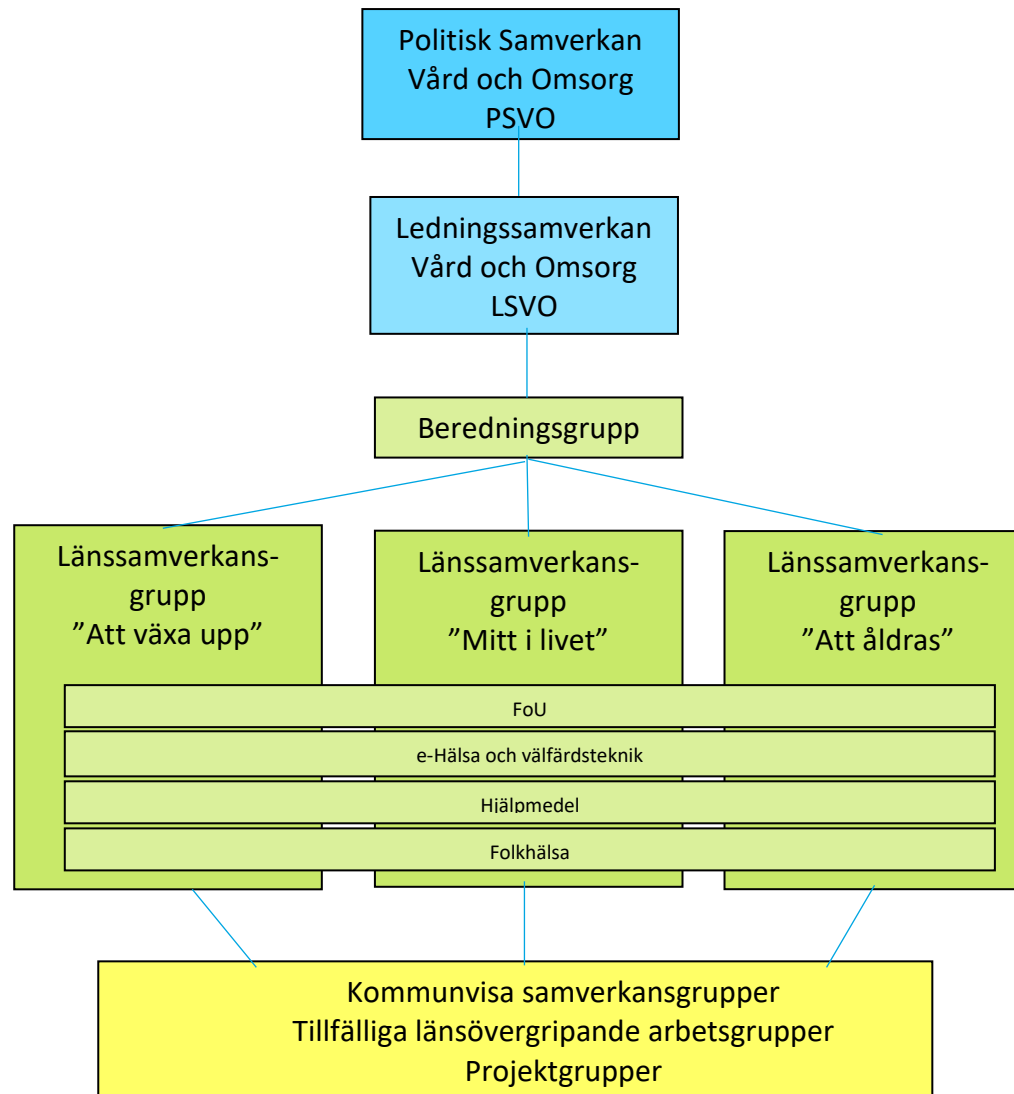 Politisk Samverkan
Vård och Omsorg
PSVO
Ledningssamverkan
Vård och Omsorg
LSVO
Beredningsgrupp
Länssamverkans-
grupp
”Att växa upp”
Länssamverkans-
grupp
”Mitt i livet”
Länssamverkans-
grupp
”Att åldras”
FoU
e-Hälsa och välfärdsteknik
Hjälpmedel
Folkhälsa
Kommunvisa samverkansgrupper
Tillfälliga länsövergripande arbetsgrupper
Projektgrupper